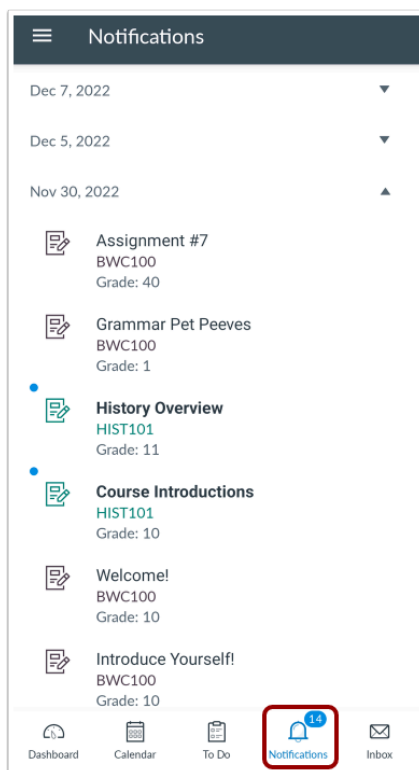 Notifications
Dec 7, 2022
Dec 5, 2022
Nov 30, 2022
Assignment #7
BWC100
Grade: 40
Grammar Pet Peeves
BWC100
Grade: 1
History Overview
HIST101
Grade: 11
Course Introductions
HIST101
Grade: 10
Welcome!
BWC100
Grade: 10
Introduce Yourself!
BWC100
Grade: 10
14
Dashboard Calendar To Do Notifications Inbox